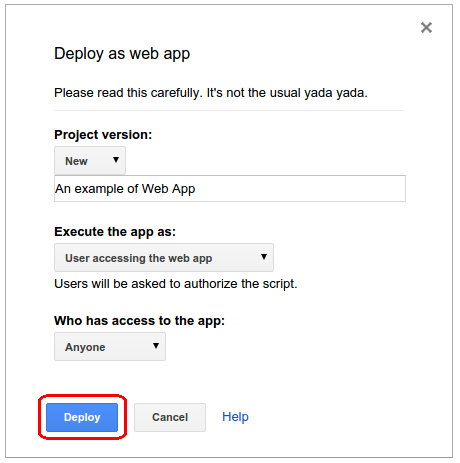 Deploy as web app
Please read this carefully. It's not the usual yada yada.
Project version:
New
An example of Web App
Execute the app as:
User accessing the web app
Users will be asked to authorize the script.
Who has access to the app:
Anyone
Deploy Cancel Help